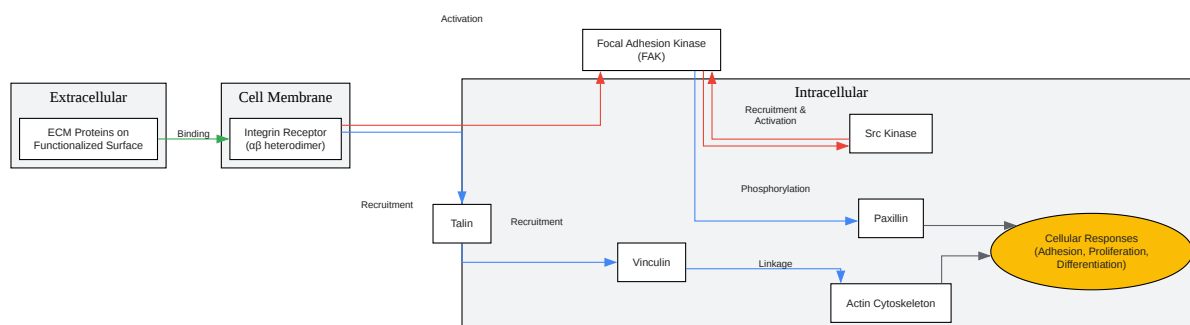 Activation
Focal Adhesion Kinase
(FAK)
Extracellular
Cell Membrane
Intracellular
ECM Proteins on
Functionalized Surface
Binding
Integrin Receptor
(αβ heterodimer)
Recruitment &
Activation
Src Kinase
Phosphorylation
Recruitment
Talin
Recruitment
Paxillin
Cellular Responses
(Adhesion, Proliferation,
Differentiation)
Vinculin
Linkage
Actin Cytoskeleton